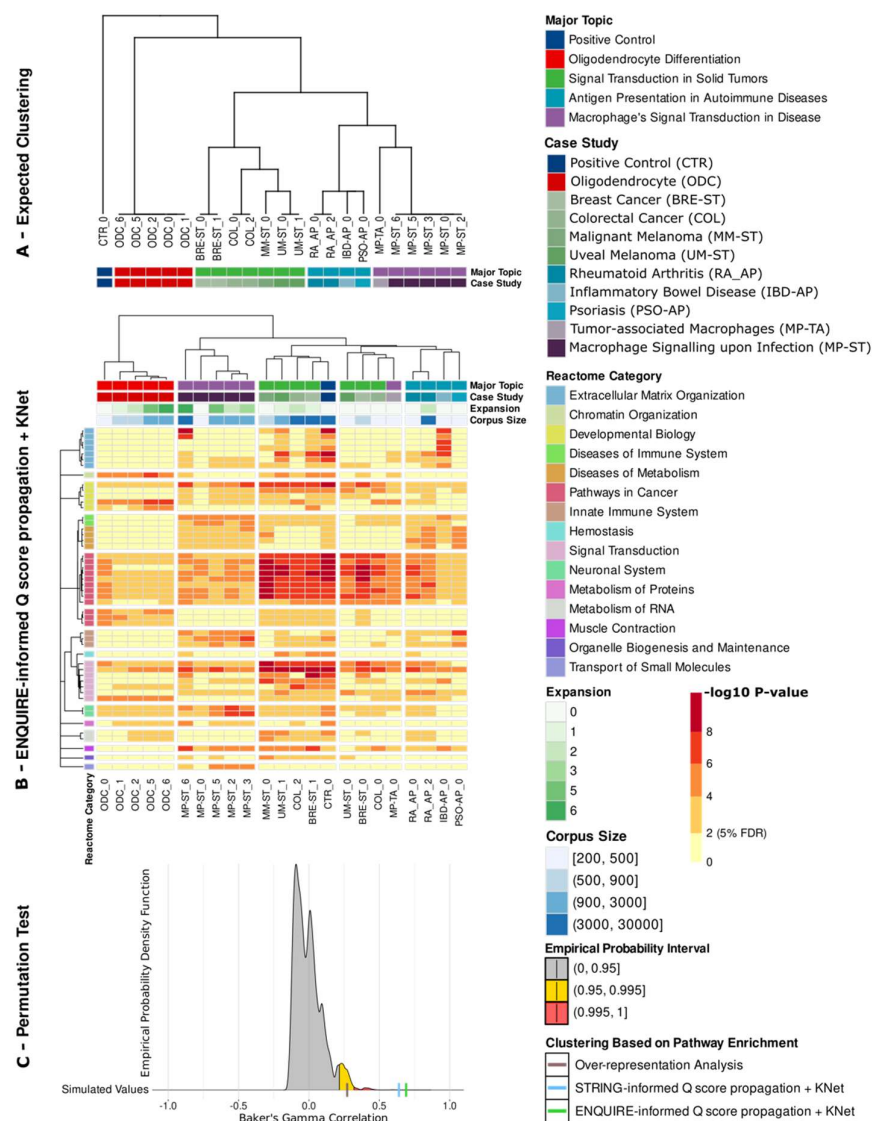 A - Expected Clustering
CTR_0
ODC_6
ODC_5
ODC_2
ODC_0
ODC_1
BRE-ST_0
BRE-ST_1
COL_0
COL_2
MM-ST_0
UM-ST_0
UM-ST_1
RA_AP_0
RA_AP_2
IBD-AP_0
PSO-AP_0
MP-TA_0
MP-ST_6
MP-ST_5
MP-ST_3
MP-ST_0
MP-ST_2
Major Topic
Case Study
Major Topic
Positive Control
Oligodendrocyte Differentiation
Signal Transduction in Solid Tumors
Antigen Presentation in Autoimmune Diseases
Macrophage's Signal Transduction in Disease
Case Study
Positive Control (CTR)
Oligodendrocyte (ODC)
Breast Cancer (BRE-ST)
Colorectal Cancer (COL)
Malignant Melanoma (MM-ST)
Uveal Melanoma (UM-ST)
Rheumatoid Arthritis (RA_AP)
Inflammatory Bowel Disease (IBD-AP)
Psoriasis (PSO-AP)
Tumor-associated Macrophages (MP-TA)
Macrophage Signalling upon Infection (MP-ST)
B - ENQUIRE-informed Q score propagation + KNet
Major Topic
Case Study
Expansion
Corpus Size
Reactome Category
ODC_0
ODC_1
ODC_2
ODC_5
ODC_6
MP-ST_6
MP-ST_0
MP-ST_5
MP-ST_2
MP-ST_3
MM-ST_0
UM-ST_1
COL_2
BRE-ST_1
CTR_0
UM-ST_0
BRE-ST_0
COL_0
MP-TA_0
RA_AP_0
RA_AP_2
IBD-AP_0
PSO-AP_0
Reactome Category
Extracellular Matrix Organization
Chromatin Organization
Developmental Biology
Diseases of Immune System
Diseases of Metabolism
Pathways in Cancer
Innate Immune System
Hemostasis
Signal Transduction
Neuronal System
Metabolism of Proteins
Metabolism of RNA
Muscle Contraction
Organelle Biogenesis and Maintenance
Transport of Small Molecules
Expansion
0
1
2
3
5
6
-log10 P-value
8
6
4
2 (5% FDR)
0
Corpus Size
[200, 500]
(500, 900]
(900, 3000]
(3000, 30000]
C - Permutation Test
Empirical Probability Density Function
Simulated Values
-1.0
-0.5
0.0
0.5
1.0
Baker's Gamma Correlation
Empirical Probability Interval
(0, 0.95]
(0.95, 0.995]
(0.995, 1]
Clustering Based on Pathway Enrichment
Over-representation Analysis
STRING-informed Q score propagation + KNet
ENQUIRE-informed Q score propagation + KNet